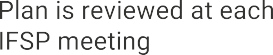 Plan is reviewed at each
IFSP meeting